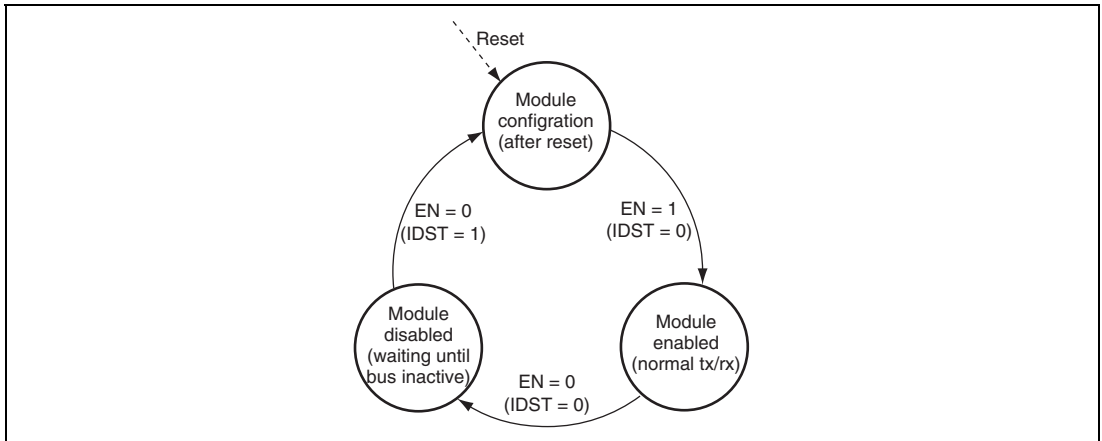 Reset
Module
configration
(after reset)
EN = 0
(IDST = 1)
EN = 1
(IDST = 0)
Module
disabled
(waiting until
bus inactive)
Module
enabled
(normal tx/rx)
EN = 0
(IDST = 0)